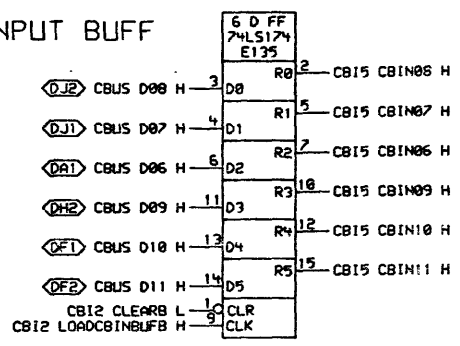 NPUT BUFF
6 D FF
74LS174
E135
DJ2 CBUS D08 H 3 D0 R0 2 CBI5 CBIN08 H
DJ1 CBUS D07 H 4 D1 R1 5 CBI5 CBIN07 H
DA1 CBUS D06 H 6 D2 R2 7 CBI5 CBIN06 H
DH2 CBUS D09 H 11 D3 R3 10 CBI5 CBIN09 H
DF1 CBUS D10 H 13 D4 R4 12 CBI5 CBIN10 H
DF2 CBUS D11 H 14 D5 R5 15 CBI5 CBIN11 H
CBI2 CLEARB L 1 CLR
CBI2 LOADCBINBUFB H 9 CLK